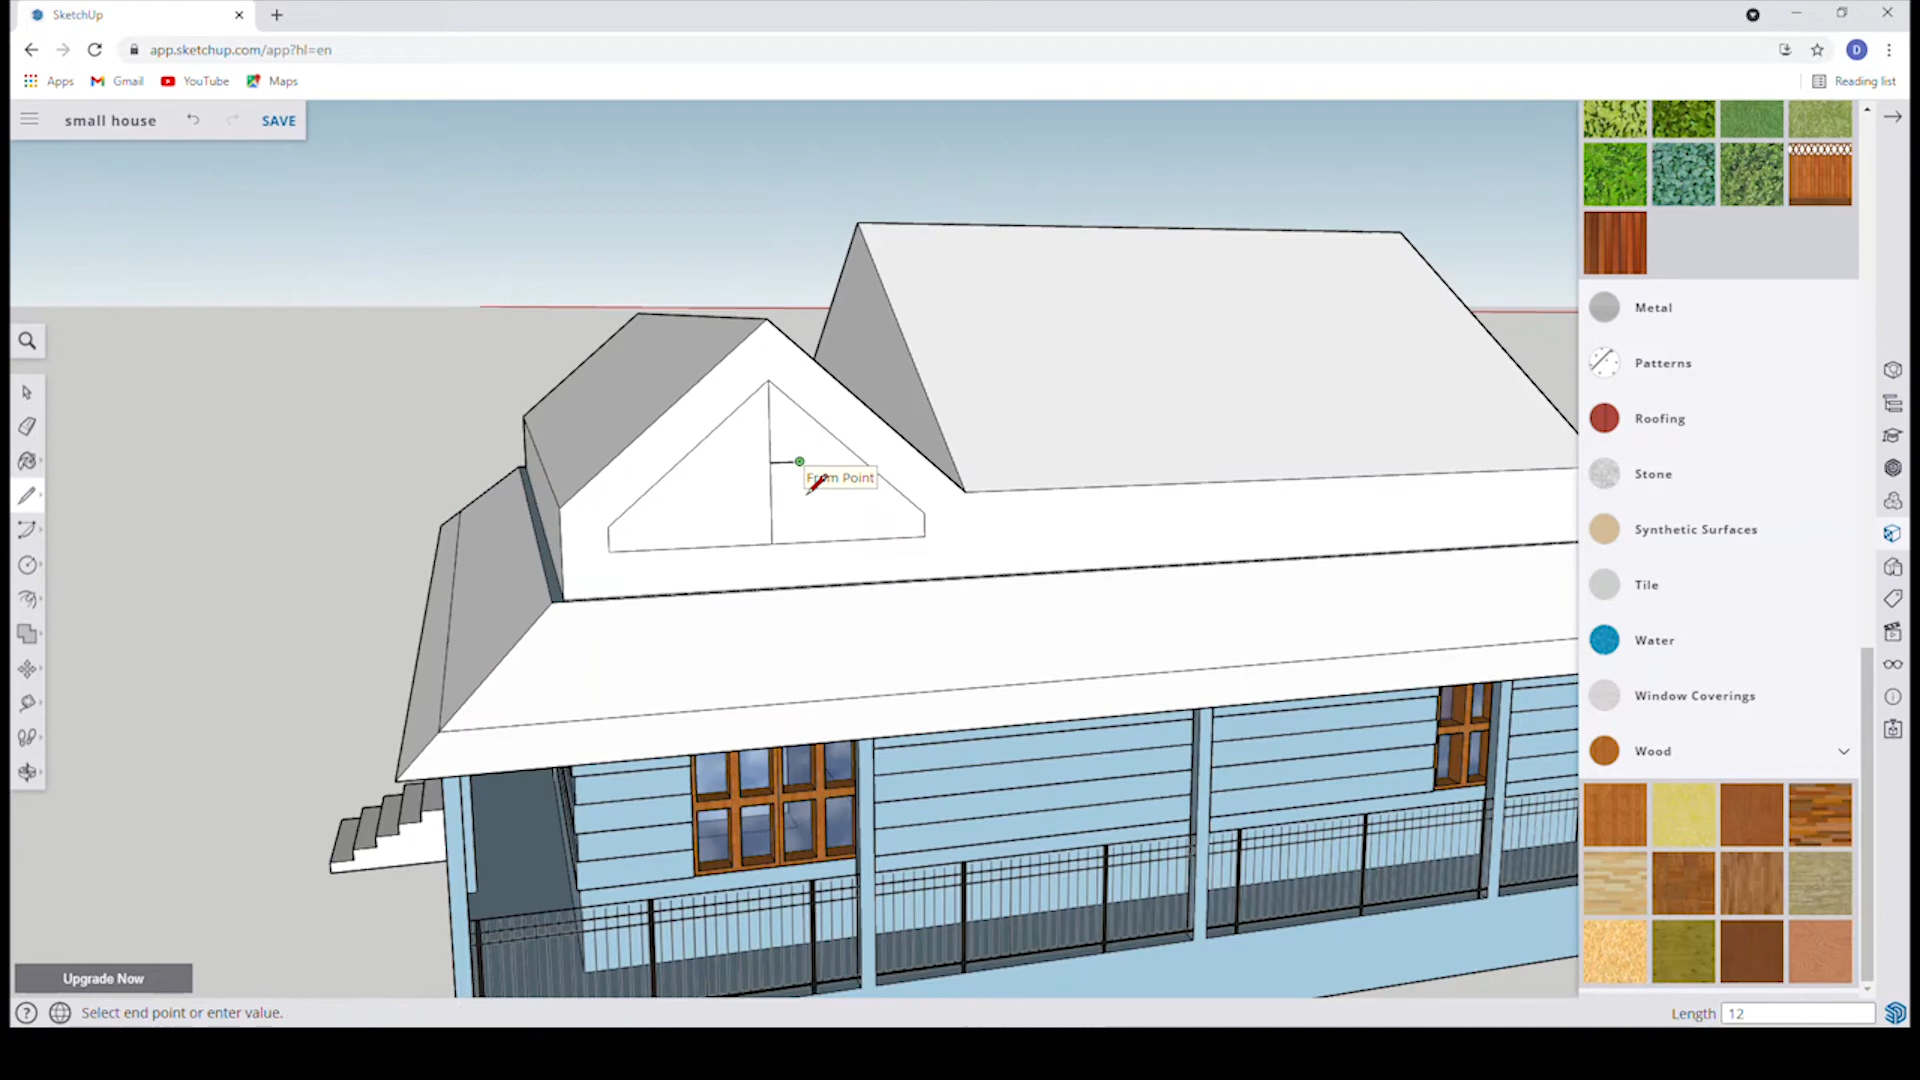 SketchUp
app.sketchup.com/app?hl=en
D
Apps
Gmail
YouTube
Maps
Reading list
small house
SAVE
From Point
Metal
Patterns
Roofing
Stone
Synthetic Surfaces
Tile
Water
Window Coverings
Wood
Upgrade Now
Select end point or enter value.
Length 12